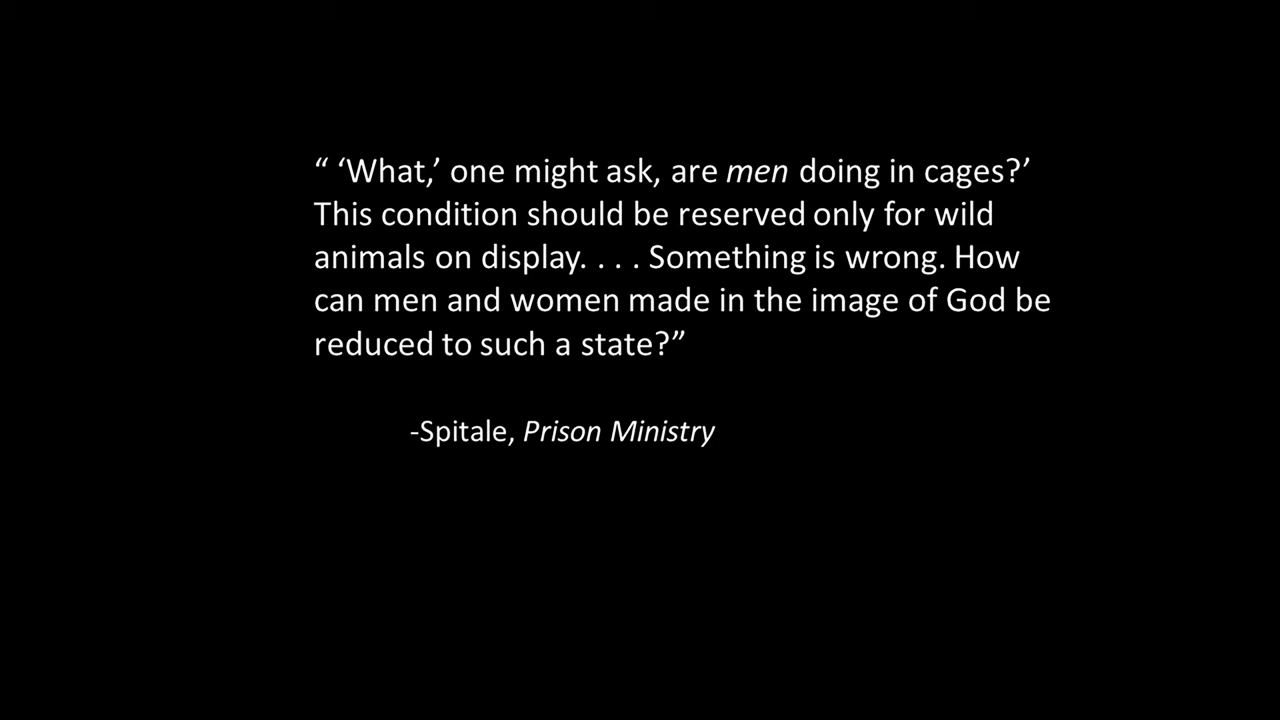 “ ‘What,’ one might ask, are men doing in cages?’
This condition should be reserved only for wild
animals on display. . . . Something is wrong. How
can men and women made in the image of God be
reduced to such a state?”
-Spitale, Prison Ministry